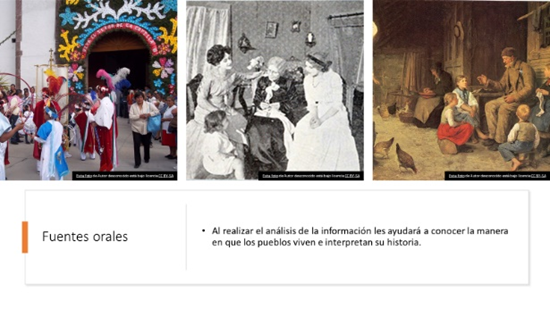 Esta foto de Autor desconocido está bajo licencia CC BY-SA
Esta foto de Autor desconocido está bajo licencia CC BY-SA
Esta foto de Autor desconocido está bajo licencia CC BY-SA
Fuentes orales
• Al realizar el análisis de la información les ayudará a conocer la manera
en que los pueblos viven e interpretan su historia.